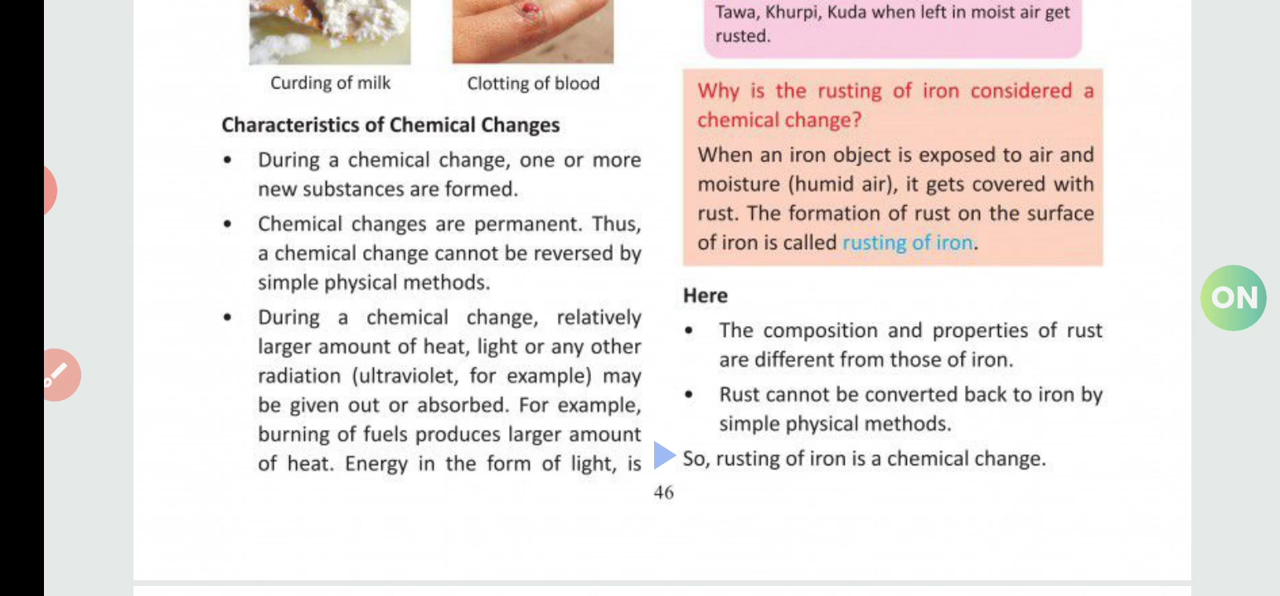 Curding of milk
Clotting of blood
Characteristics of Chemical Changes
• During a chemical change, one or more
new substances are formed.
• Chemical changes are permanent. Thus,
a chemical change cannot be reversed by
simple physical methods.
• During a chemical change, relatively
larger amount of heat, light or any other
radiation (ultraviolet, for example) may
be given out or absorbed. For example,
burning of fuels produces larger amount
of heat. Energy in the form of light, is
Tawa, Khurpi, Kuda when left in moist air get
rusted.
Why is the rusting of iron considered a
chemical change?
When an iron object is exposed to air and
moisture (humid air), it gets covered with
rust. The formation of rust on the surface
of iron is called rusting of iron.
Here
• The composition and properties of rust
are different from those of iron.
• Rust cannot be converted back to iron by
simple physical methods.
So, rusting of iron is a chemical change.
46
ON